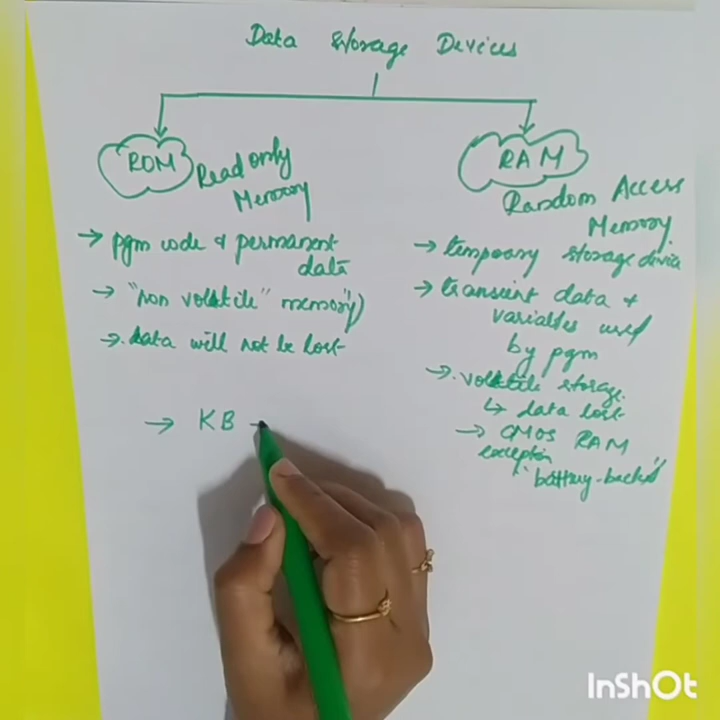 Data Storage Devices
ROM Read only
Memory
→ pgm code & permanent
data
→ "non volatile" memory)
→ . data will not be lost
→ KB -
RAM
Random Access
Memory
→ temporary storage device
→ transient data &
variables used
by pgm
→ . volatile storage.
↳ data lost
→ CMOS RAM
exception
"battery-backed"
InShOt